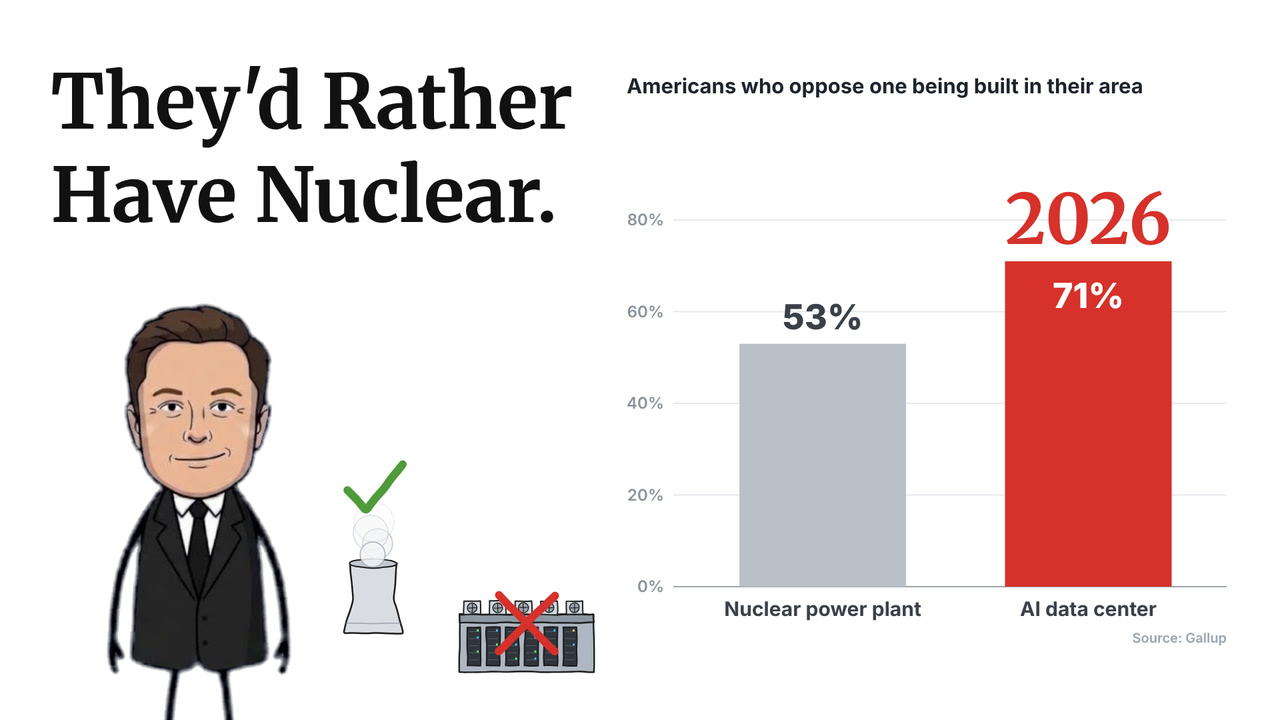 They'd Rather
Have Nuclear.
Americans who oppose one being built in their area
2026
80%
71%
53%
60%
40%
20%
0%
Nuclear power plant
AI data center
Source: Gallup